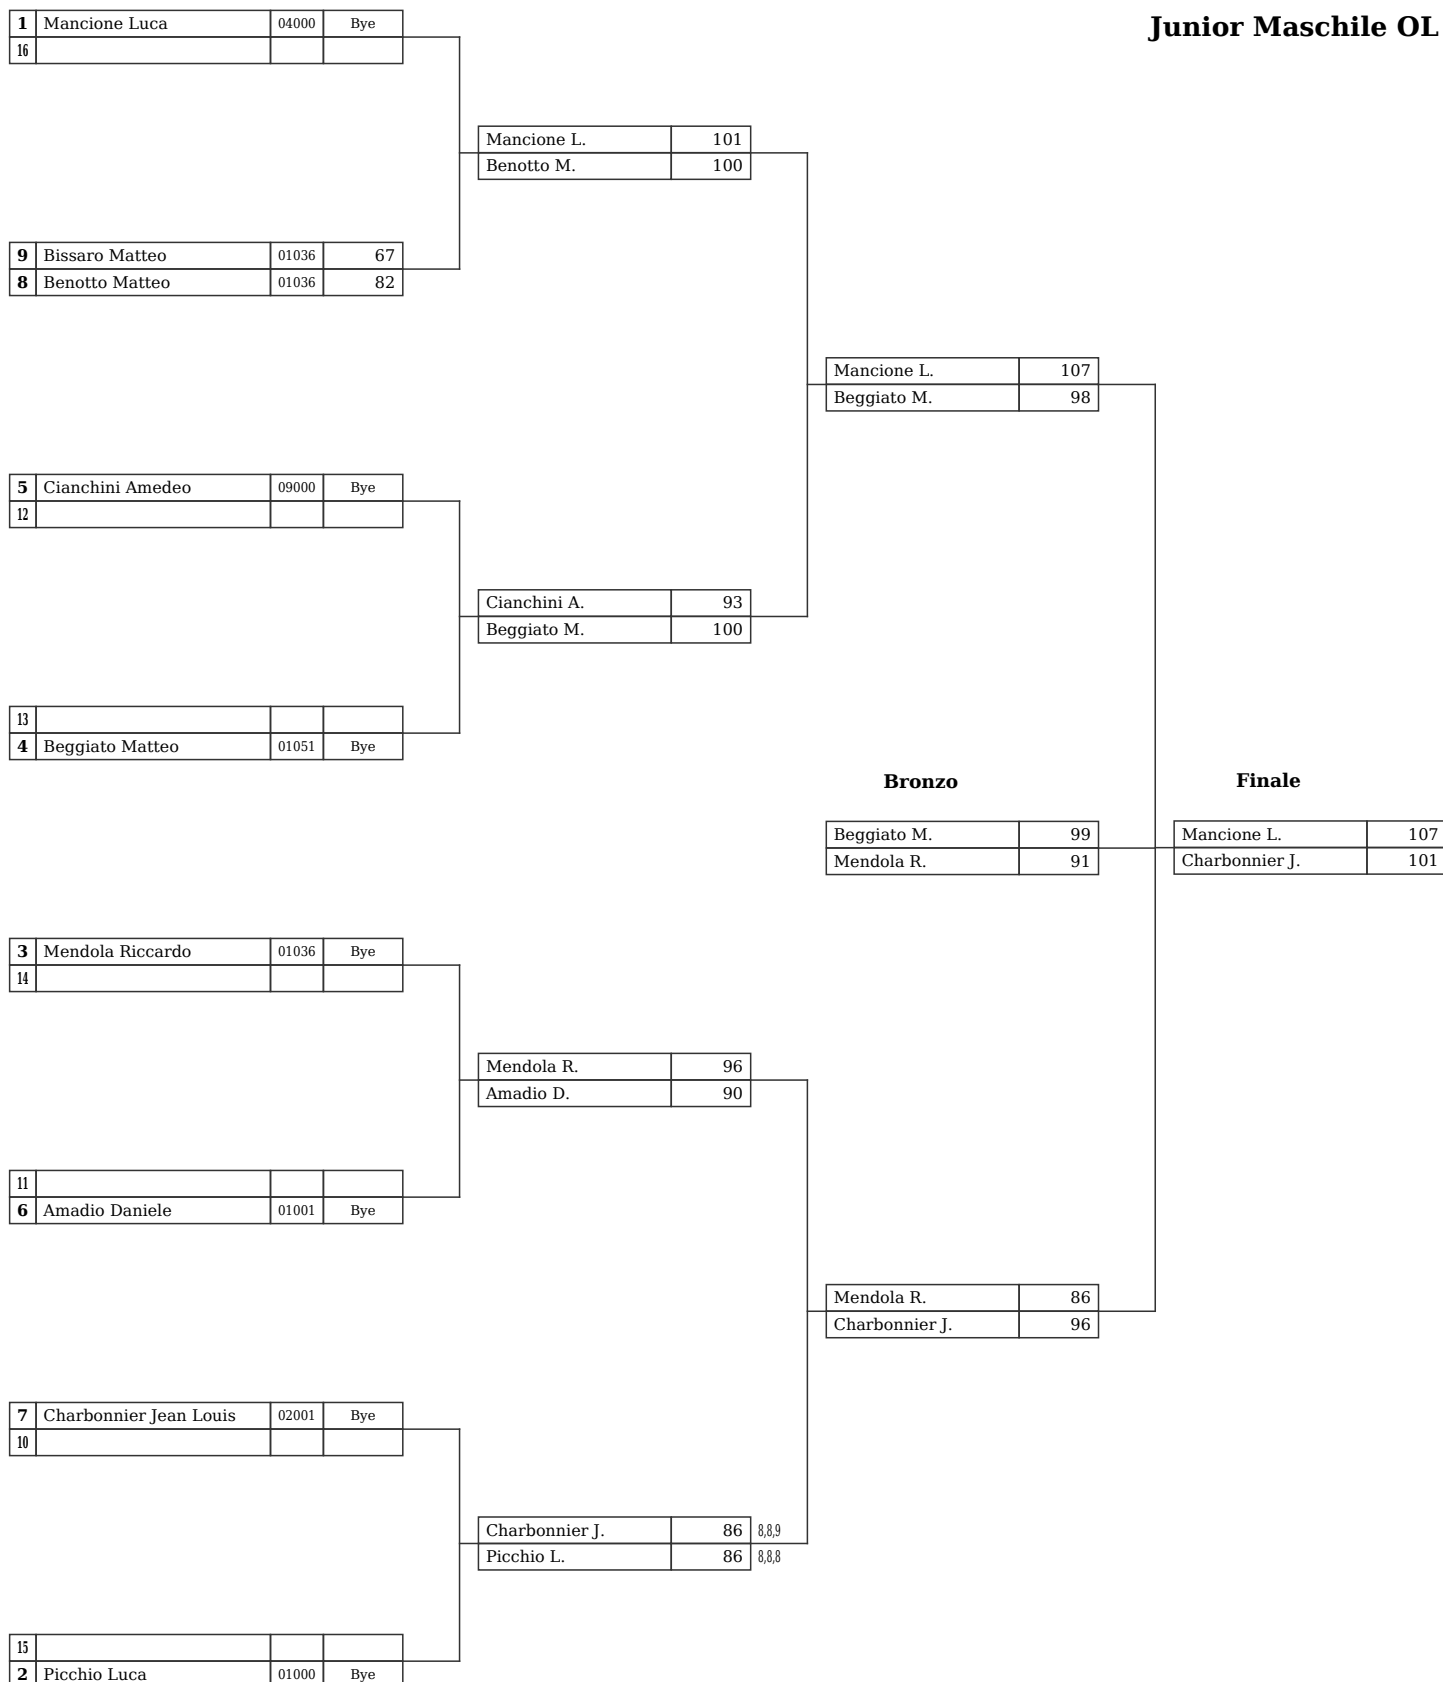 Junior Maschile OL
1 Mancione Luca 04000 Bye
16
Mancione L. 101
Benotto M. 100
9 Bissaro Matteo 01036 67
8 Benotto Matteo 01036 82
Mancione L. 107
Beggiato M. 98
5 Cianchini Amedeo 09000 Bye
12
Cianchini A. 93
Beggiato M. 100
13
4 Beggiato Matteo 01051 Bye
Bronzo Finale
Beggiato M. 99 Mancione L. 107
Mendola R. 91 Charbonnier J. 101
3 Mendola Riccardo 01036 Bye
14
Mendola R. 96
Amadio D. 90
11
6 Amadio Daniele 01001 Bye
Mendola R. 86
Charbonnier J. 96
7 Charbonnier Jean Louis 02001 Bye
10
Charbonnier J. 86 8,8,9
Picchio L. 86 8,8,8
15
2 Picchio Luca 01000 Bye